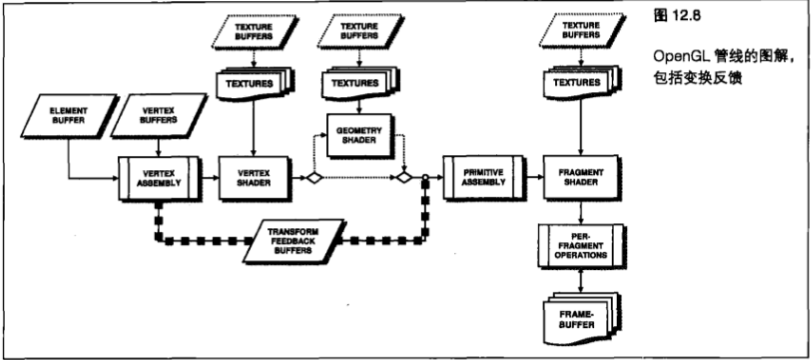 图 12.8
OpenGL 管线的图解，
包括变换反馈
TEXTURE
BUFFERS
TEXTURE
BUFFERS
TEXTURE
BUFFERS
TEXTURES
TEXTURES
TEXTURES
ELEMENT
BUFFER
VERTEX
BUFFERS
GEOMETRY
SHADER
VERTEX
ASSEMBLY
VERTEX
SHADER
PRIMITIVE
ASSEMBLY
FRAGMENT
SHADER
TRANSFORM
FEEDBACK
BUFFERS
PER-
FRAGMENT
OPERATIONS
FRAME-
BUFFER